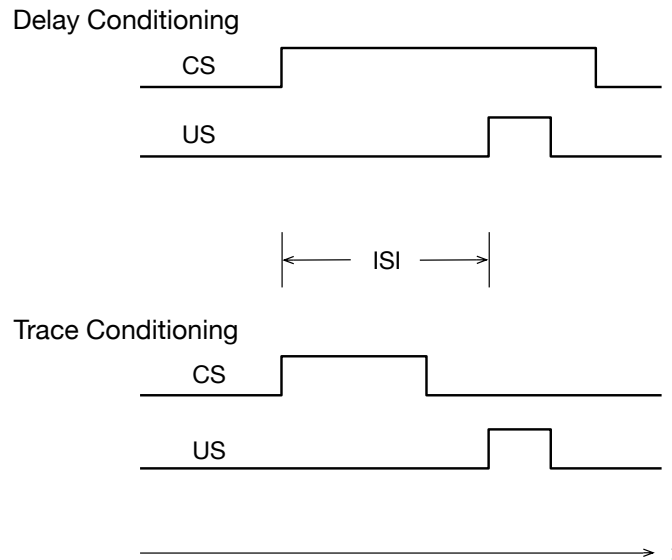 Delay Conditioning
CS
US
ISI
Trace Conditioning
CS
US